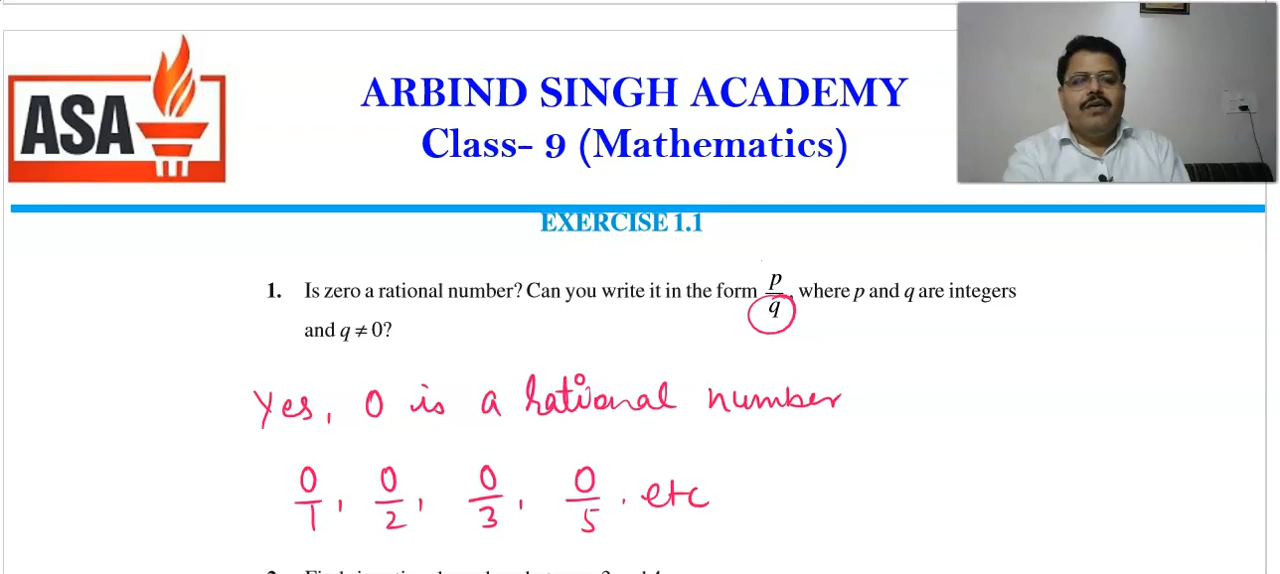 ASA
ARBIND SINGH ACADEMY
Class- 9 (Mathematics)
EXERCISE 1.1
1. Is zero a rational number? Can you write it in the form p/q, where p and q are integers
and q ≠ 0?
Yes, 0 is a rational number
0/1, 0/2, 0/3, 0/5, etc